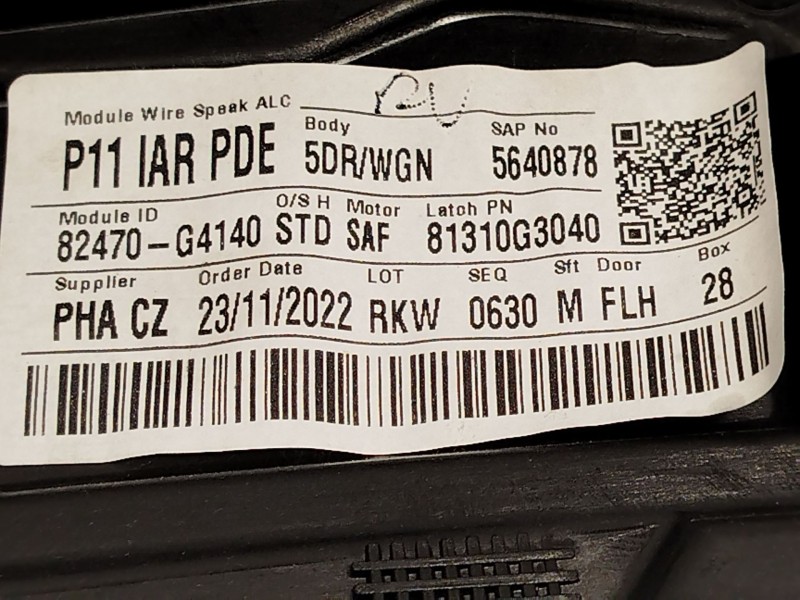 Module Wire Speak ALC
P11 IAR PDE
Body
5DR/WGN
SAP No
5640878
Module ID
82470-G4140
O/S H
STD
Motor
SAF
Latch PN
81310G3040
Supplier
PHA CZ
Order Date
23/11/2022
LOT
RKW
SEQ
0630
Sft
M
Door
FLH
Box
28